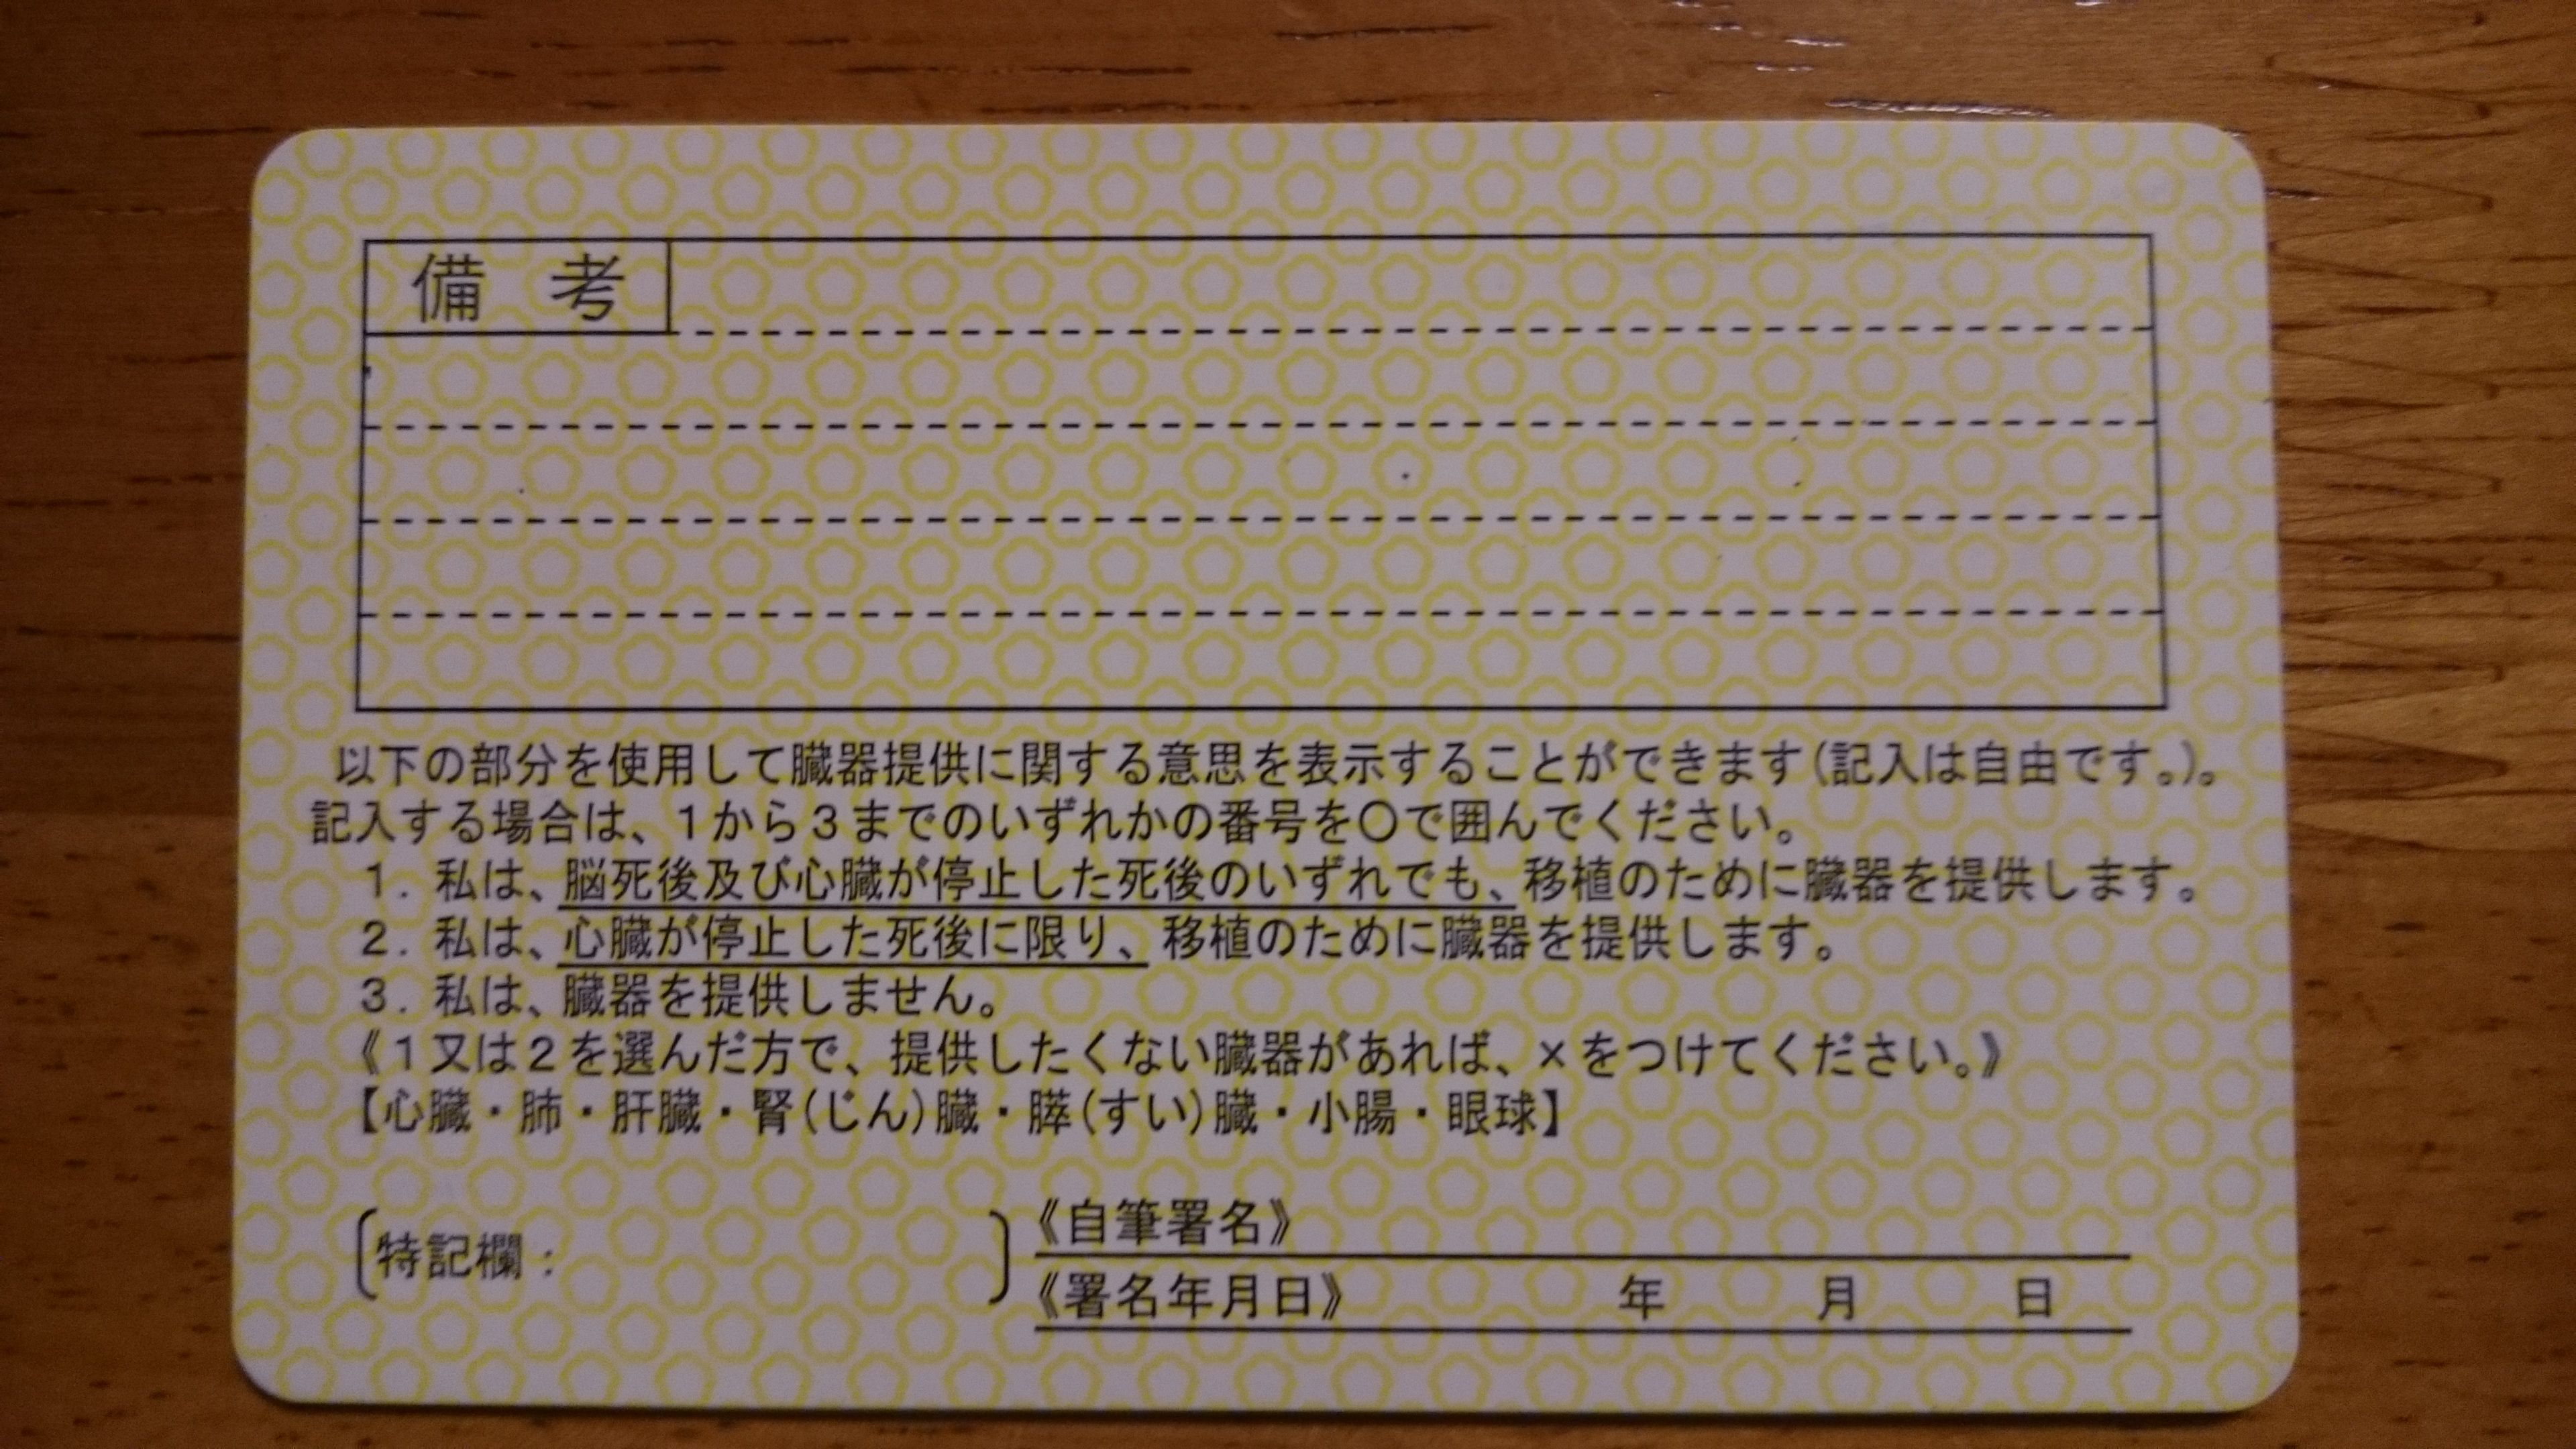 備考
以下の部分を使用して臓器提供に関する意思を表示することができます(記入は自由です。)。
記入する場合は、1から3までのいずれかの番号を〇で囲んでください。
1. 私は、脳死後及び心臓が停止した死後のいずれでも、移植のために臓器を提供します。
2. 私は、心臓が停止した死後に限り、移植のために臓器を提供します。
3. 私は、臓器を提供しません。
《1又は2を選んだ方で、提供したくない臓器があれば、×をつけてください。》
【心臓・肺・肝臓・腎(じん)臓・膵(すい)臓・小腸・眼球】
〔特記欄: 〕
《自筆署名》
《署名年月日》 年 月 日